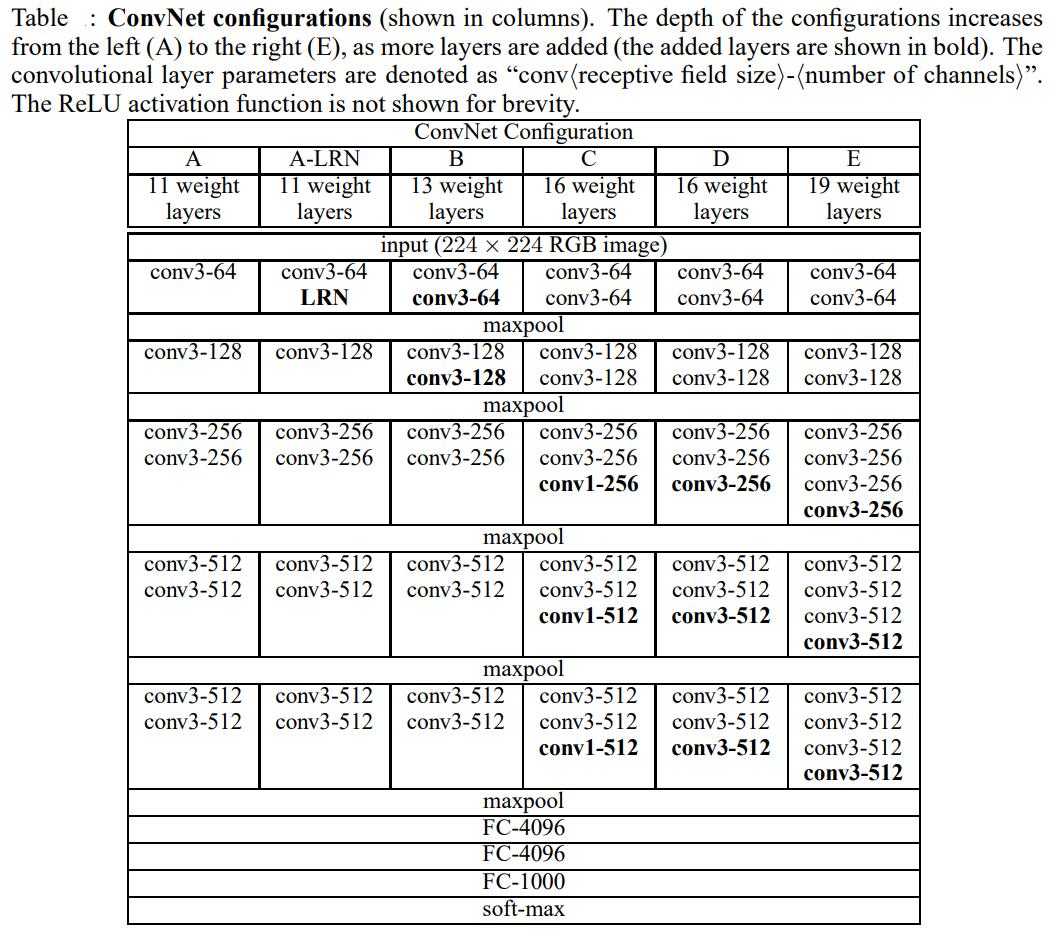 Table : ConvNet configurations (shown in columns). The depth of the configurations increases
from the left (A) to the right (E), as more layers are added (the added layers are shown in bold). The
convolutional layer parameters are denoted as “conv⟨receptive field size⟩-⟨number of channels⟩”.
The ReLU activation function is not shown for brevity.
ConvNet Configuration
A A-LRN B C D E
11 weight 11 weight 13 weight 16 weight 16 weight 19 weight
layers layers layers layers layers layers
input (224 × 224 RGB image)
conv3-64 conv3-64 conv3-64 conv3-64 conv3-64 conv3-64
LRN conv3-64 conv3-64 conv3-64 conv3-64
maxpool
conv3-128 conv3-128 conv3-128 conv3-128 conv3-128 conv3-128
conv3-128 conv3-128 conv3-128 conv3-128
maxpool
conv3-256 conv3-256 conv3-256 conv3-256 conv3-256 conv3-256
conv3-256 conv3-256 conv3-256 conv3-256 conv3-256 conv3-256
conv1-256 conv3-256 conv3-256
conv3-256
maxpool
conv3-512 conv3-512 conv3-512 conv3-512 conv3-512 conv3-512
conv3-512 conv3-512 conv3-512 conv3-512 conv3-512 conv3-512
conv1-512 conv3-512 conv3-512
conv3-512
maxpool
conv3-512 conv3-512 conv3-512 conv3-512 conv3-512 conv3-512
conv3-512 conv3-512 conv3-512 conv3-512 conv3-512 conv3-512
conv1-512 conv3-512 conv3-512
conv3-512
maxpool
FC-4096
FC-4096
FC-1000
soft-max